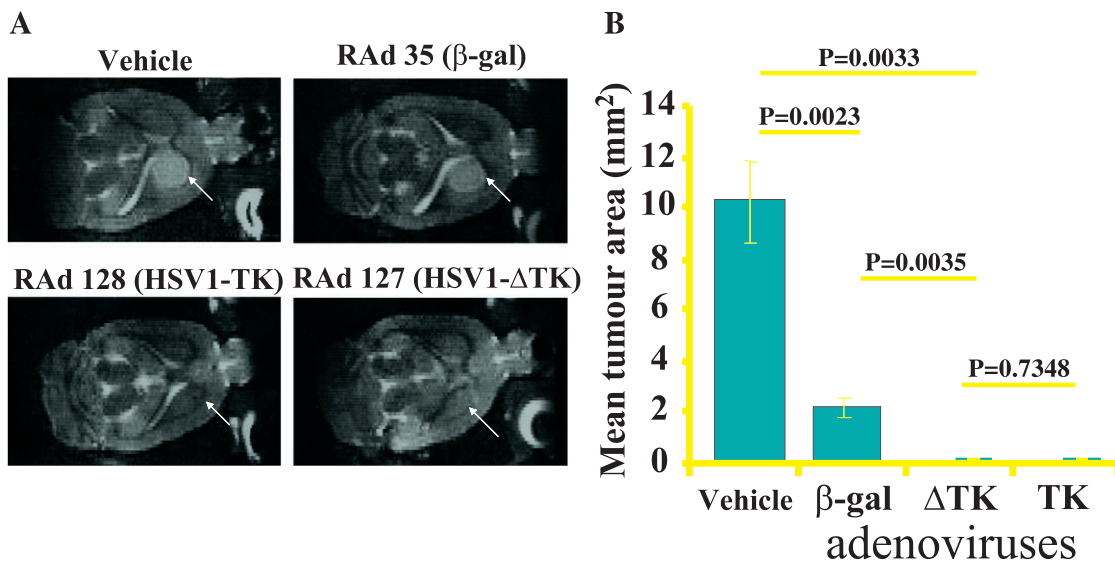 A
Vehicle
RAd 35 (β-gal)
RAd 128 (HSV1-TK)
RAd 127 (HSV1-ΔTK)
B
P=0.0033
P=0.0023
P=0.0035
P=0.7348
Mean tumour area (mm²)
14
12
10
8
6
4
2
0
Vehicle
β-gal
ΔTK
TK
adenoviruses